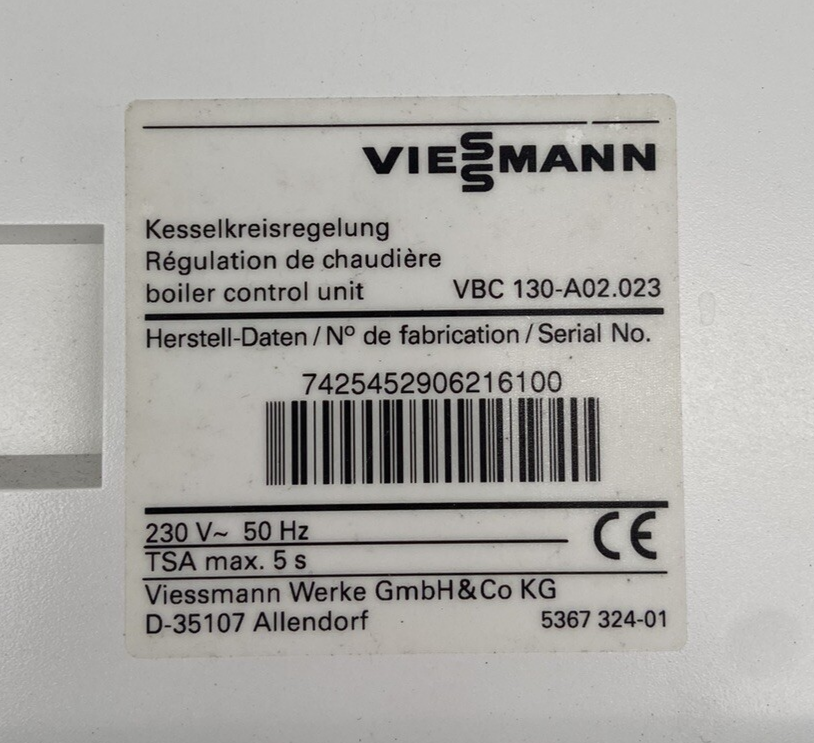 VIESSMANN
Kesselkreisregelung
Régulation de chaudière
boiler control unit VBC 130-A02.023
Herstell-Daten / Nº de fabrication / Serial No.
7425452906216100
230 V~ 50 Hz
TSA max. 5 s
CE
Viessmann Werke GmbH&Co KG
D-35107 Allendorf 5367 324-01